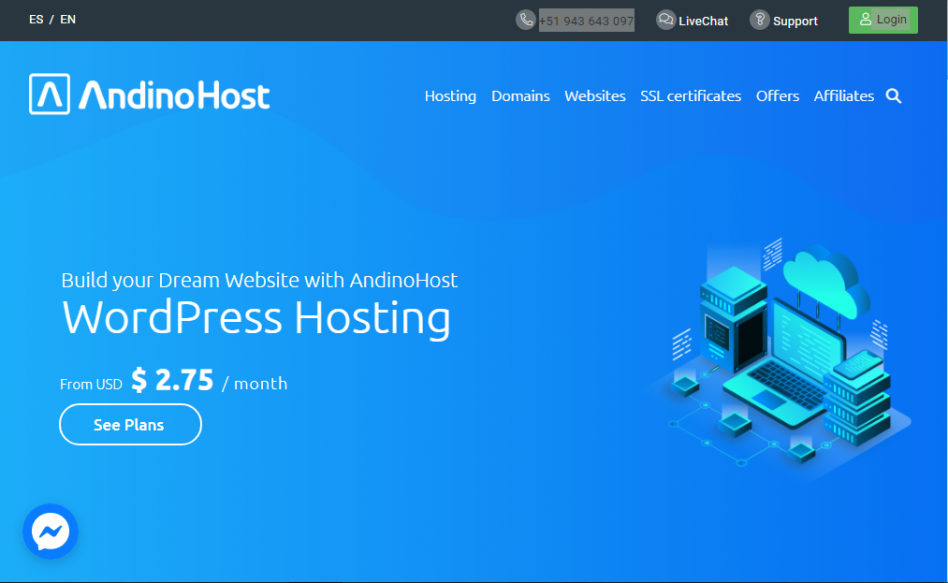 ES / EN
+51 943 643 097
LiveChat
Support
Login
AndinoHost
Hosting Domains Websites SSL certificates Offers Affiliates
Build your Dream Website with AndinoHost
WordPress Hosting
From USD $ 2.75 / month
See Plans